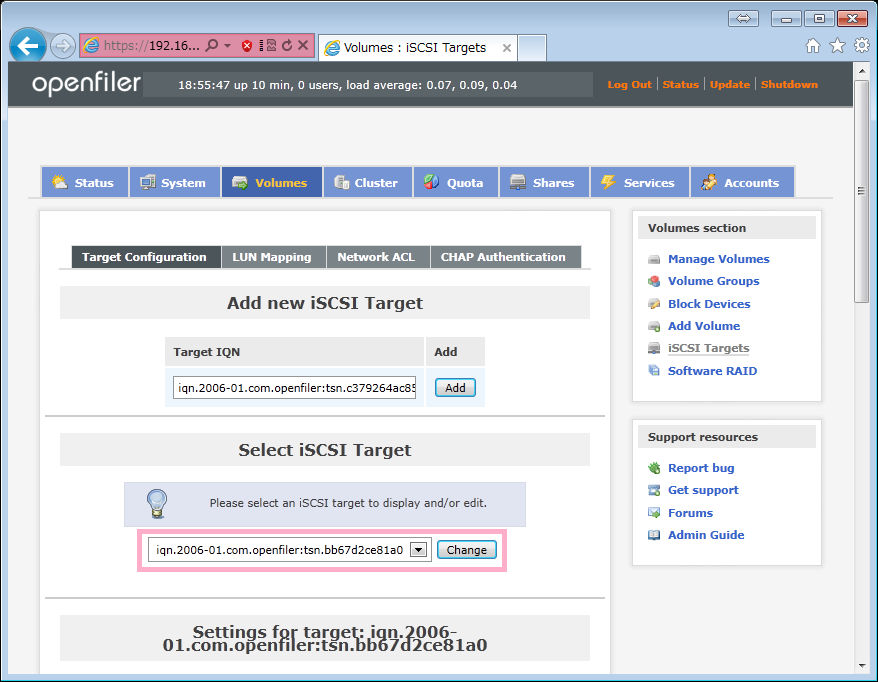 https://192.16...
Volumes : iSCSI Targets
openfiler
18:55:47 up 10 min, 0 users, load average: 0.07, 0.09, 0.04
Log Out | Status | Update | Shutdown
Status System Volumes Cluster Quota Shares Services Accounts
Target Configuration LUN Mapping Network ACL CHAP Authentication
Add new iSCSI Target
Target IQN Add
iqn.2006-01.com.openfiler:tsn.c379264ac85 Add
Select iSCSI Target
Please select an iSCSI target to display and/or edit.
iqn.2006-01.com.openfiler:tsn.bb67d2ce81a0 Change
Settings for target: iqn.2006-
01.com.openfiler:tsn.bb67d2ce81a0
Volumes section
Manage Volumes
Volume Groups
Block Devices
Add Volume
iSCSI Targets
Software RAID
Support resources
Report bug
Get support
Forums
Admin Guide